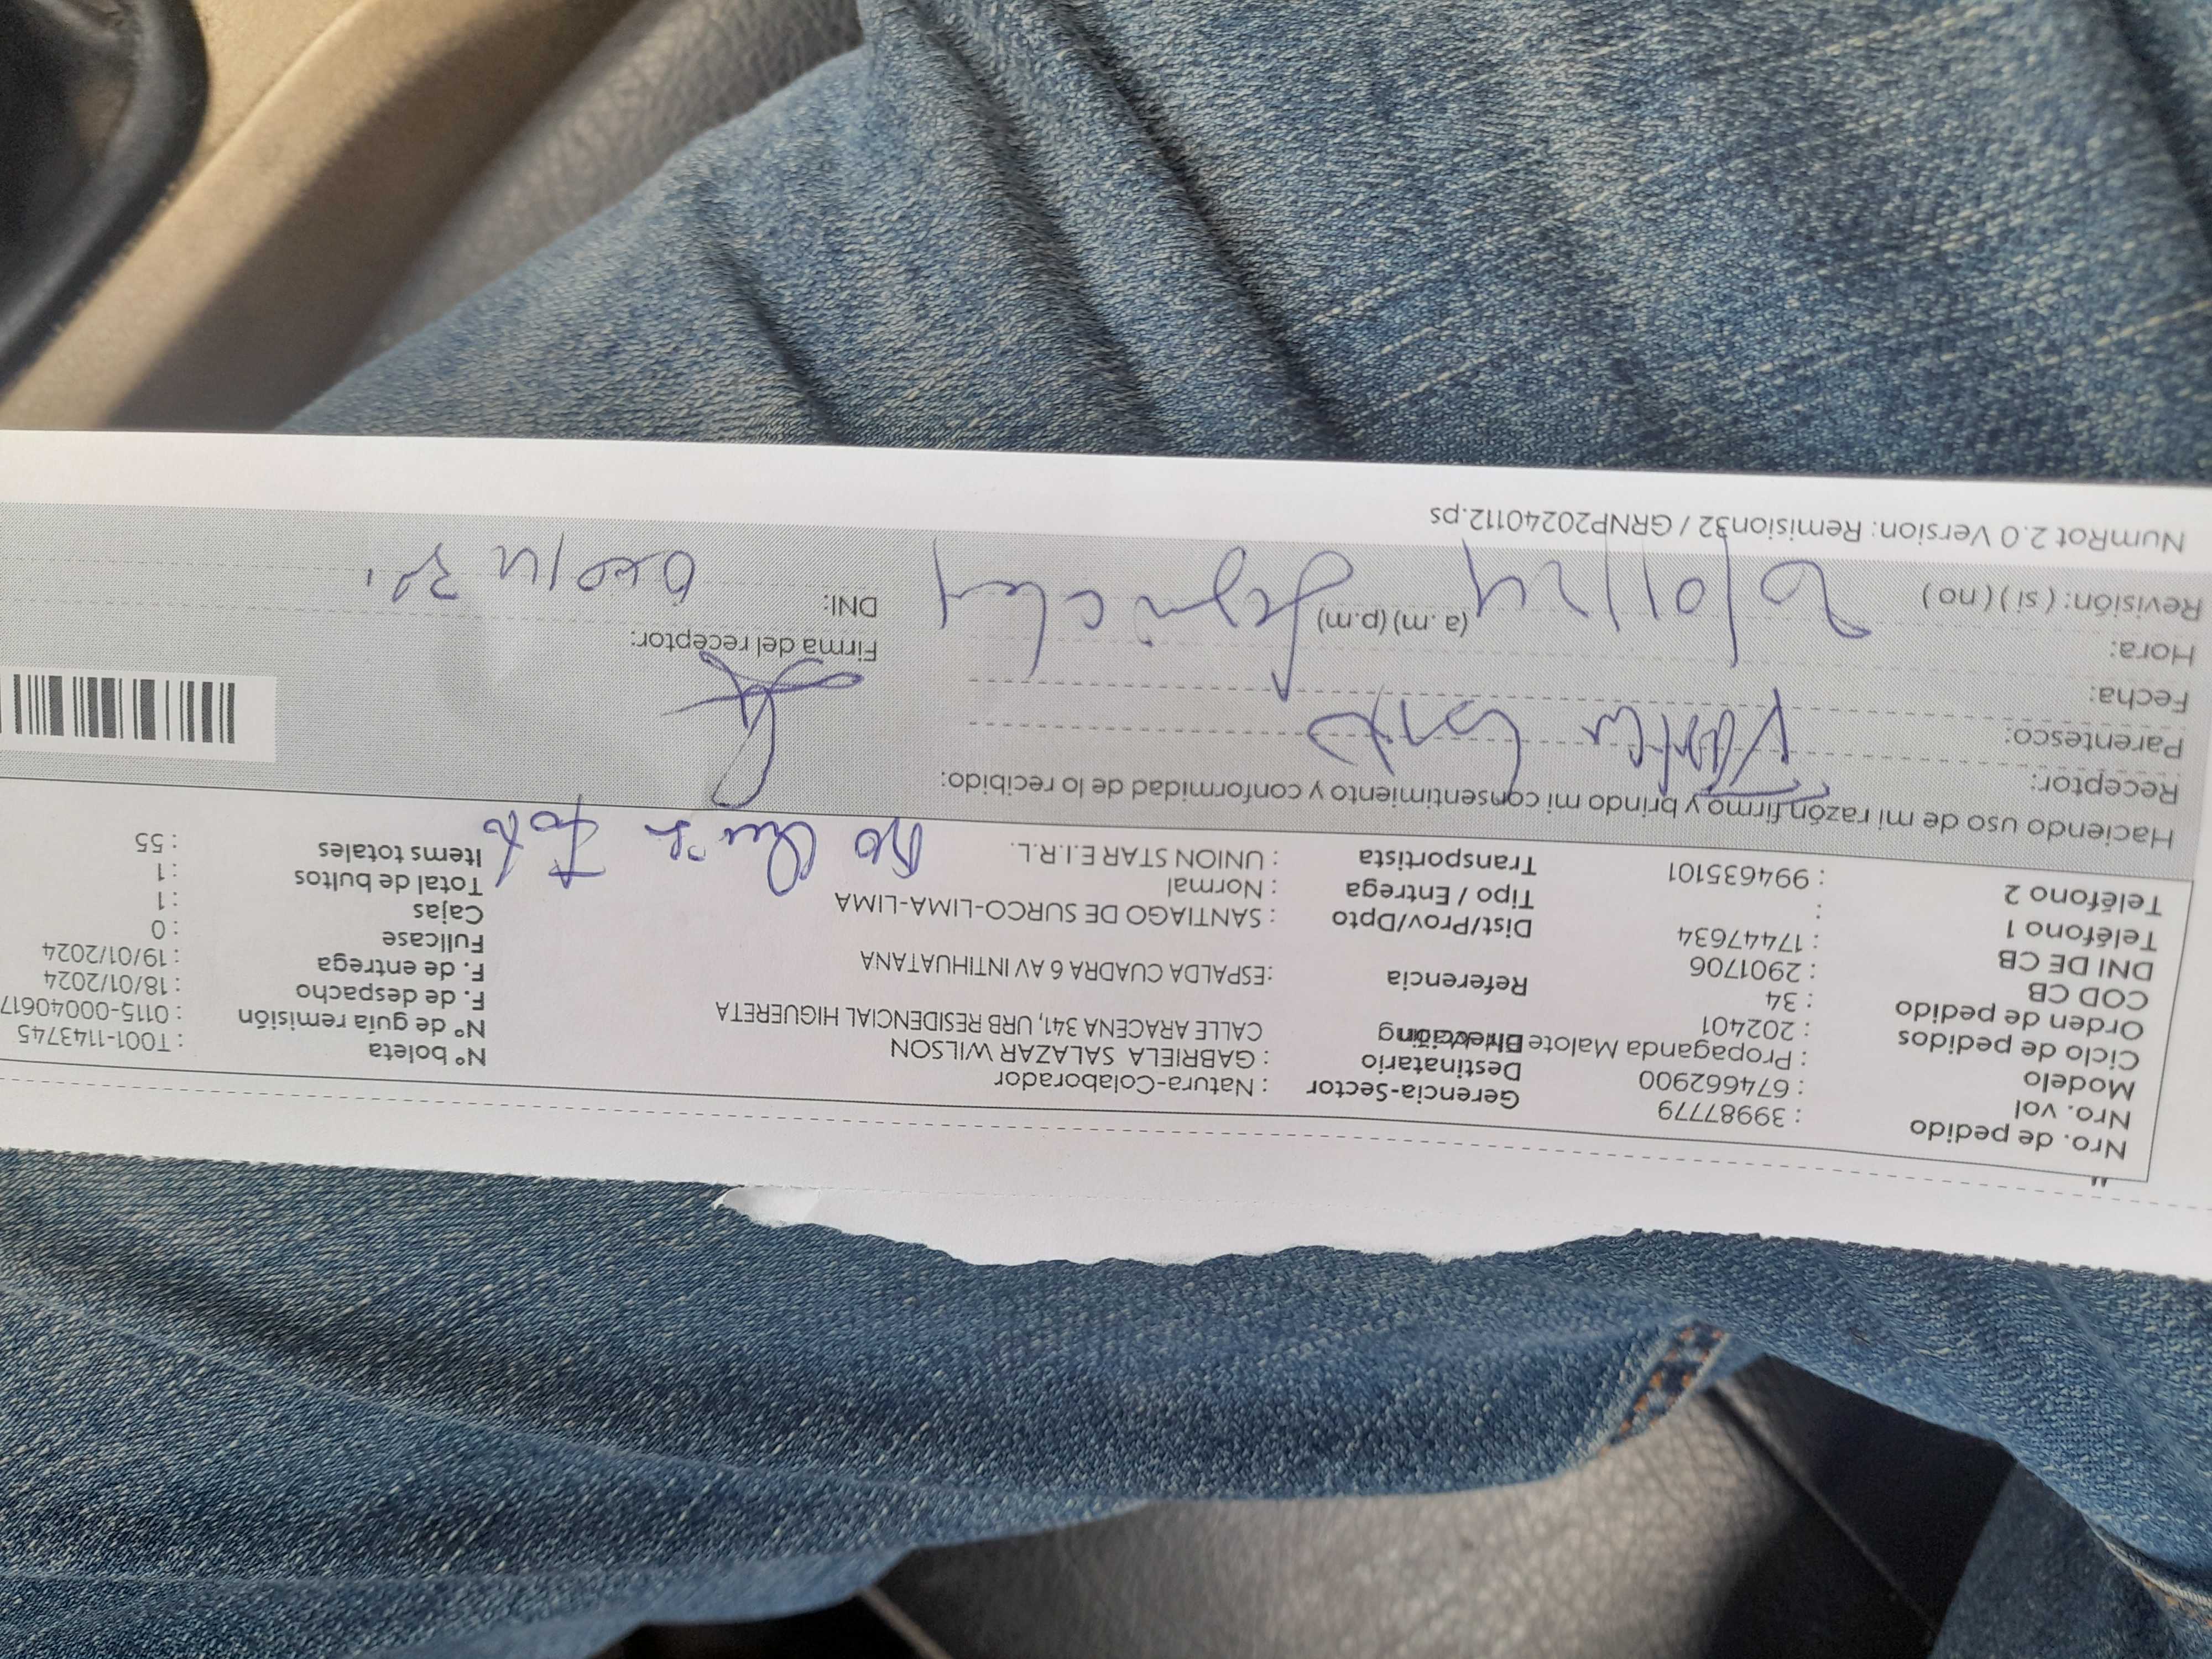 Nro. de pedido : 39987779
Nro. vol : 674662900
Modelo : Propaganda Malote
Ciclo de pedidos : 202401
Orden de pedido : 34
COD CB : 2901706
DNI DE CB : 17447634
Teléfono 1 :
Teléfono 2 : 994635101
Gerencia-Sector : Natura-Colaborador
Destinatario : GABRIELA SALAZAR WILSON
Dirección CALLE ARACENA 341, URB RESIDENCIAL HIGUERETA
Referencia :ESPALDA CUADRA 6 AV INTIHUATANA
Dist/Prov/Dpto : SANTIAGO DE SURCO-LIMA-LIMA
Tipo / Entrega : Normal
Transportista : UNION STAR E.I.R.L.
Nº boleta : T001-1143745
Nº de guía remisión : 0115-00040617
F. de despacho : 18/01/2024
F. de entrega : 19/01/2024
Fullcase : 0
Cajas : 1
Total de bultos : 1
Items totales : 55
No
Haciendo uso de mi razón firmo y brindo mi consentimiento y conformidad de lo recibido:
Receptor:
Parentesco:
Fecha:
Hora: (a.m) (p.m)
Revisión: (si) (no)
Firma del receptor:
DNI:
NumRot 2.0 Version: Remision32 / GRNP20240112.ps